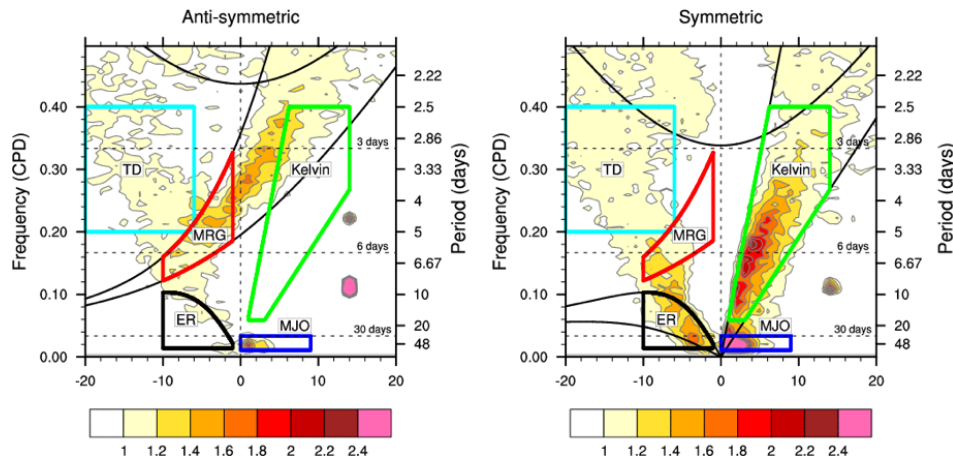 Anti-symmetric
Symmetric
Frequency (CPD)
0.40
0.30
0.20
0.10
0.00
-20
-10
0
10
20
2.22
2.5
2.86
3.33
4
5
6.67
10
20
48
Period (days)
3 days
6 days
30 days
TD
MRG
Kelvin
ER
MJO
1 1.2 1.4 1.6 1.8 2 2.2 2.4
Frequency (CPD)
0.40
0.30
0.20
0.10
0.00
-20
-10
0
10
20
2.22
2.5
2.86
3.33
4
5
6.67
10
20
48
Period (days)
3 days
6 days
30 days
TD
MRG
Kelvin
ER
MJO
1 1.2 1.4 1.6 1.8 2 2.2 2.4